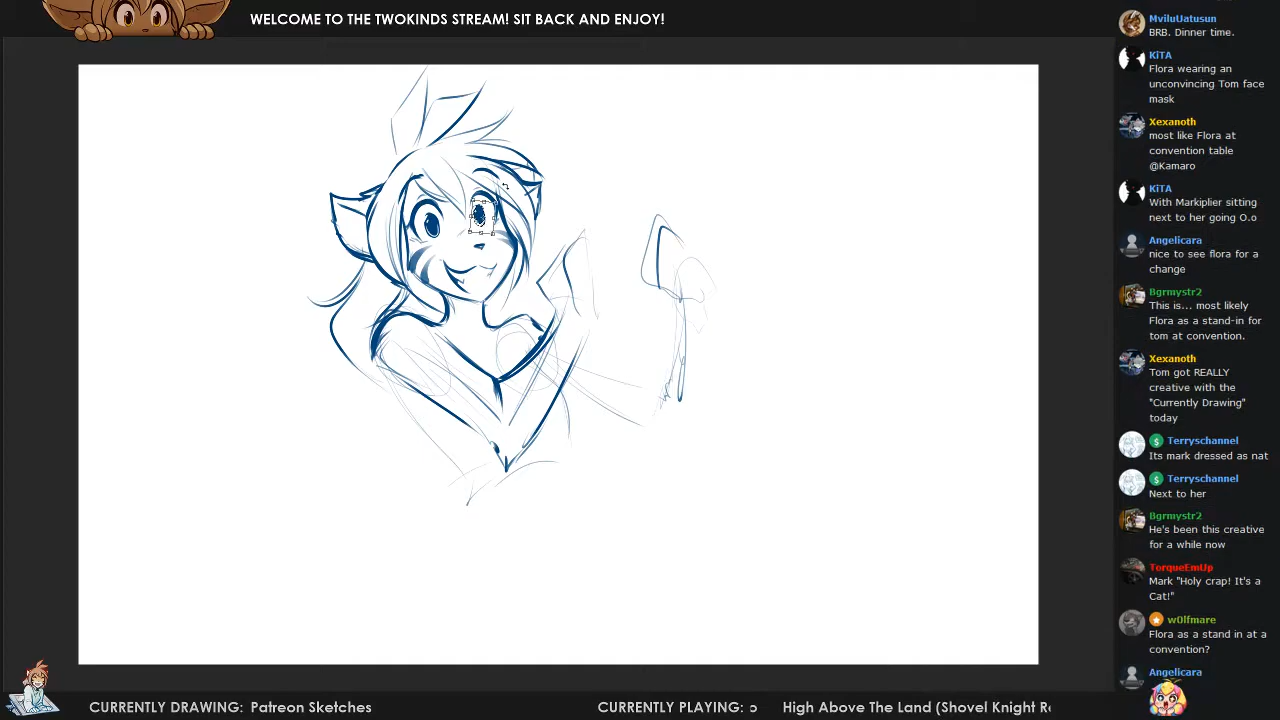 WELCOME TO THE TWOKINDS STREAM! SIT BACK AND ENJOY!
MviluUatusun
BRB. Dinner time.
KiTA
Flora wearing an
unconvincing Tom face
mask
Xexanoth
most like Flora at
convention table
@Kamaro
KiTA
With Markiplier sitting
next to her going O.o
Angelicara
nice to see flora for a
change
Bgrmystr2
This is... most likely
Flora as a stand-in for
tom at convention.
Xexanoth
Tom got REALLY
creative with the
"Currently Drawing"
today
$ Terryschannel
Its mark dressed as nat
$ Terryschannel
Next to her
Bgrmystr2
He's been this creative
for a while now
TorqueEmUp
Mark "Holy crap! It's a
Cat!"
w0lfmare
Flora as a stand in at a
convention?
Angelicara
CURRENTLY DRAWING: Patreon Sketches
CURRENTLY PLAYING: High Above The Land (Shovel Knight